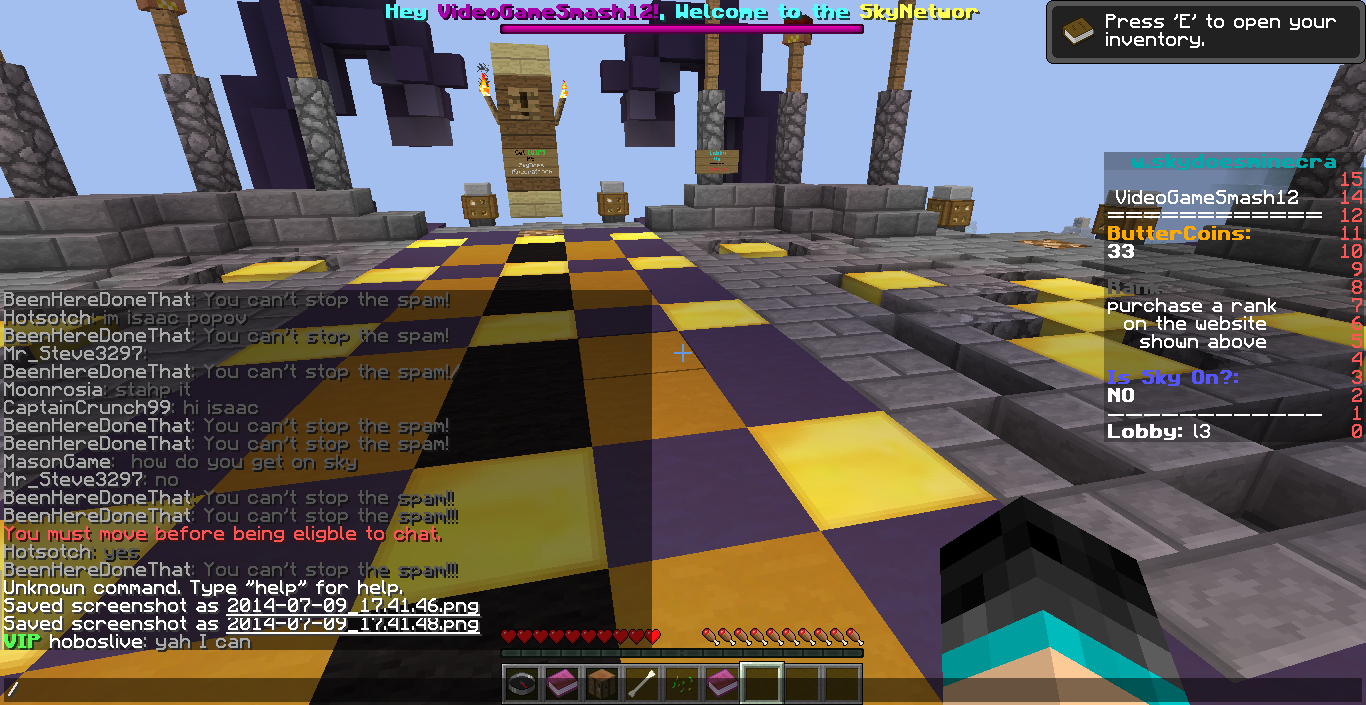 Hey VideoGameSmash12!, Welcome to the SkyNetwor
Press 'E' to open your
inventory.
w.skydoesminecra
VideoGameSmash12
ButterCoins:
33
Rank:
purchase a rank
on the website
shown above
Is Sky On?:
NO
Lobby: l3
15
14
12
11
10
9
8
7
6
5
4
3
2
1
0
BeenHereDoneThat: You can't stop the spam!
Hotsotch: im isaac popov
BeenHereDoneThat: You can't stop the spam!
Mr_Steve3297:
BeenHereDoneThat: You can't stop the spam!
Moonrosia: stahp it
CaptainCrunch99: hi isaac
BeenHereDoneThat: You can't stop the spam!
BeenHereDoneThat: You can't stop the spam!
MasonGame: how do you get on sky
Mr_Steve3297: no
BeenHereDoneThat: You can't stop the spam!!
BeenHereDoneThat: You can't stop the spam!!!
You must move before being eligble to chat.
Hotsotch: yes
BeenHereDoneThat: You can't stop the spam!!!
Unknown command. Type "help" for help.
Saved screenshot as 2014-07-09_17.41.46.png
Saved screenshot as 2014-07-09_17.41.48.png
VIP hoboslive: yah I can
/